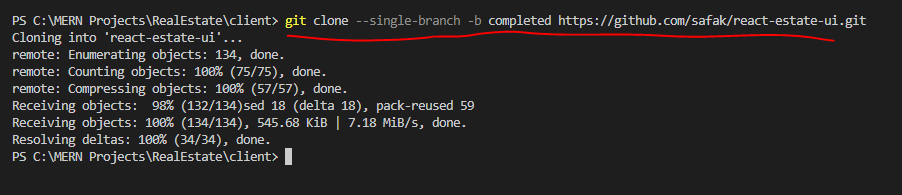 PS C:\MERN Projects\RealEstate\client> git clone --single-branch -b completed https://github.com/safak/react-estate-ui.git
Cloning into 'react-estate-ui'...
remote: Enumerating objects: 134, done.
remote: Counting objects: 100% (75/75), done.
remote: Compressing objects: 100% (57/57), done.
Receiving objects:  98% (132/134)sed 18 (delta 18), pack-reused 59
Receiving objects: 100% (134/134), 545.68 KiB | 7.18 MiB/s, done.
Resolving deltas: 100% (34/34), done.
PS C:\MERN Projects\RealEstate\client>